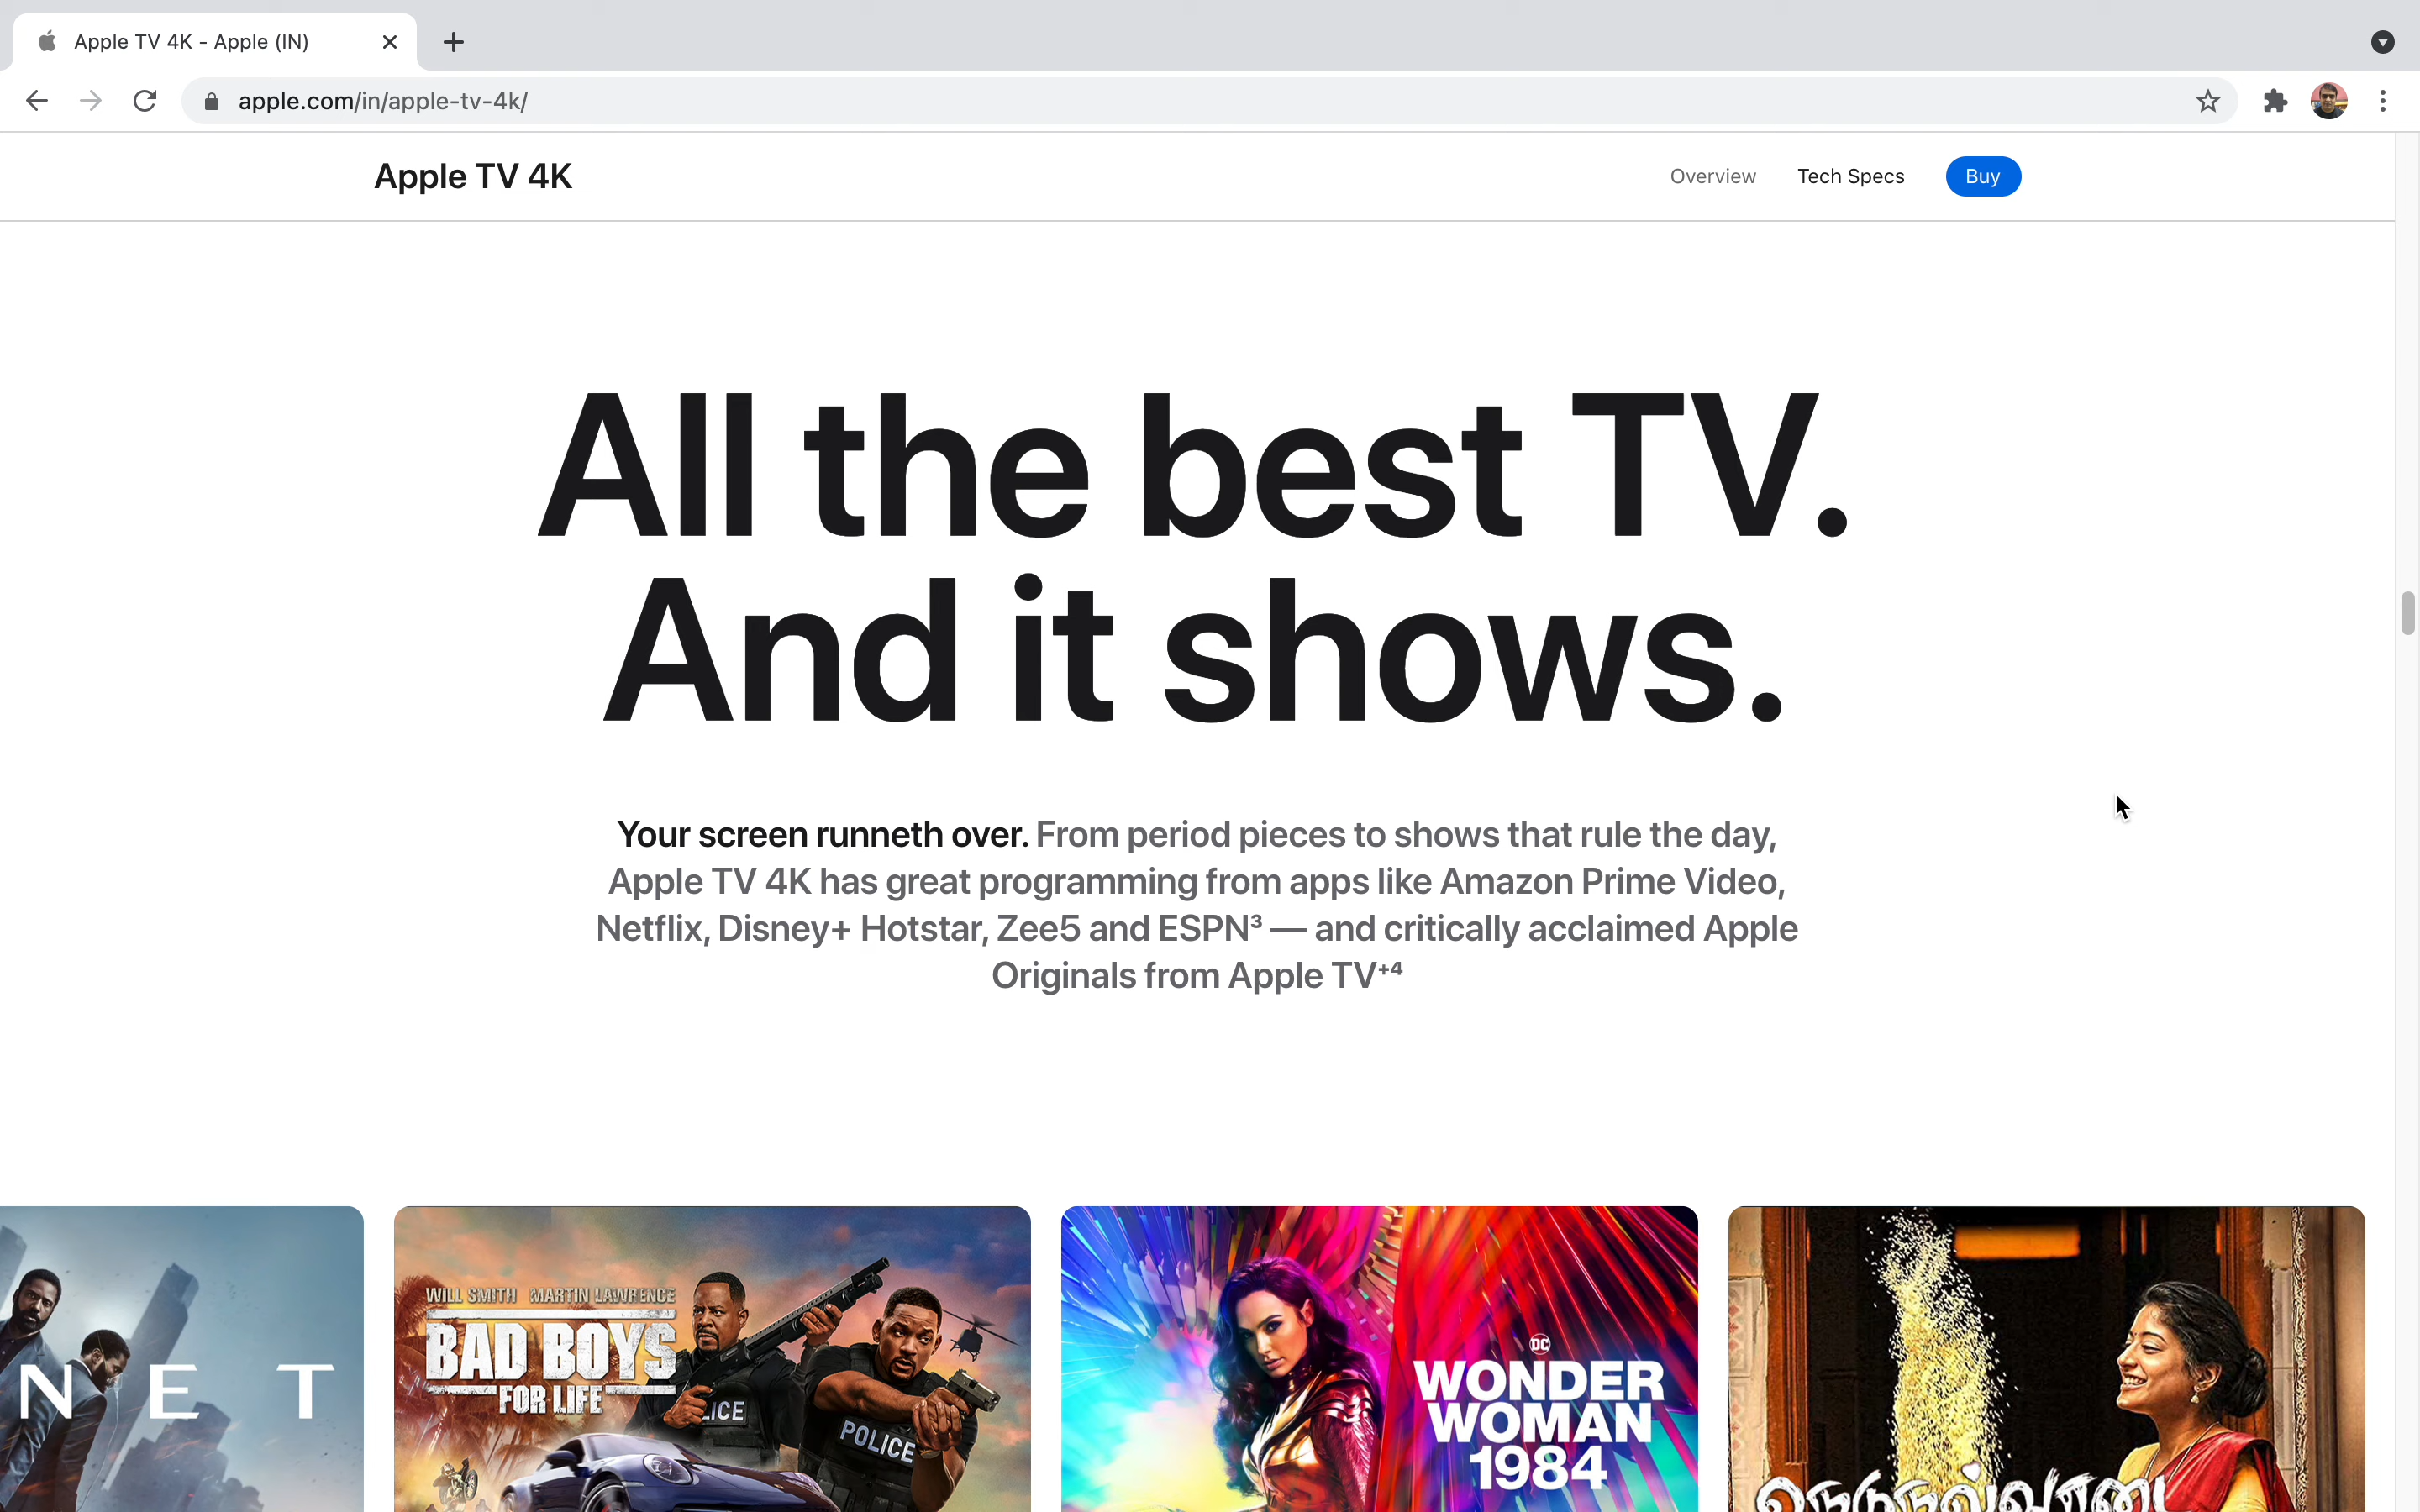 Apple TV 4K - Apple (IN)
apple.com/in/apple-tv-4k/
Apple TV 4K
Overview
Tech Specs
Buy
All the best TV.
And it shows.
Your screen runneth over. From period pieces to shows that rule the day,
Apple TV 4K has great programming from apps like Amazon Prime Video,
Netflix, Disney+ Hotstar, Zee5 and ESPN³ — and critically acclaimed Apple
Originals from Apple TV⁺⁴
N E T
WILL SMITH MARTIN LAWRENCE
BAD BOYS
FOR LIFE
LICE
POLICE
DC
WONDER
WOMAN
1984